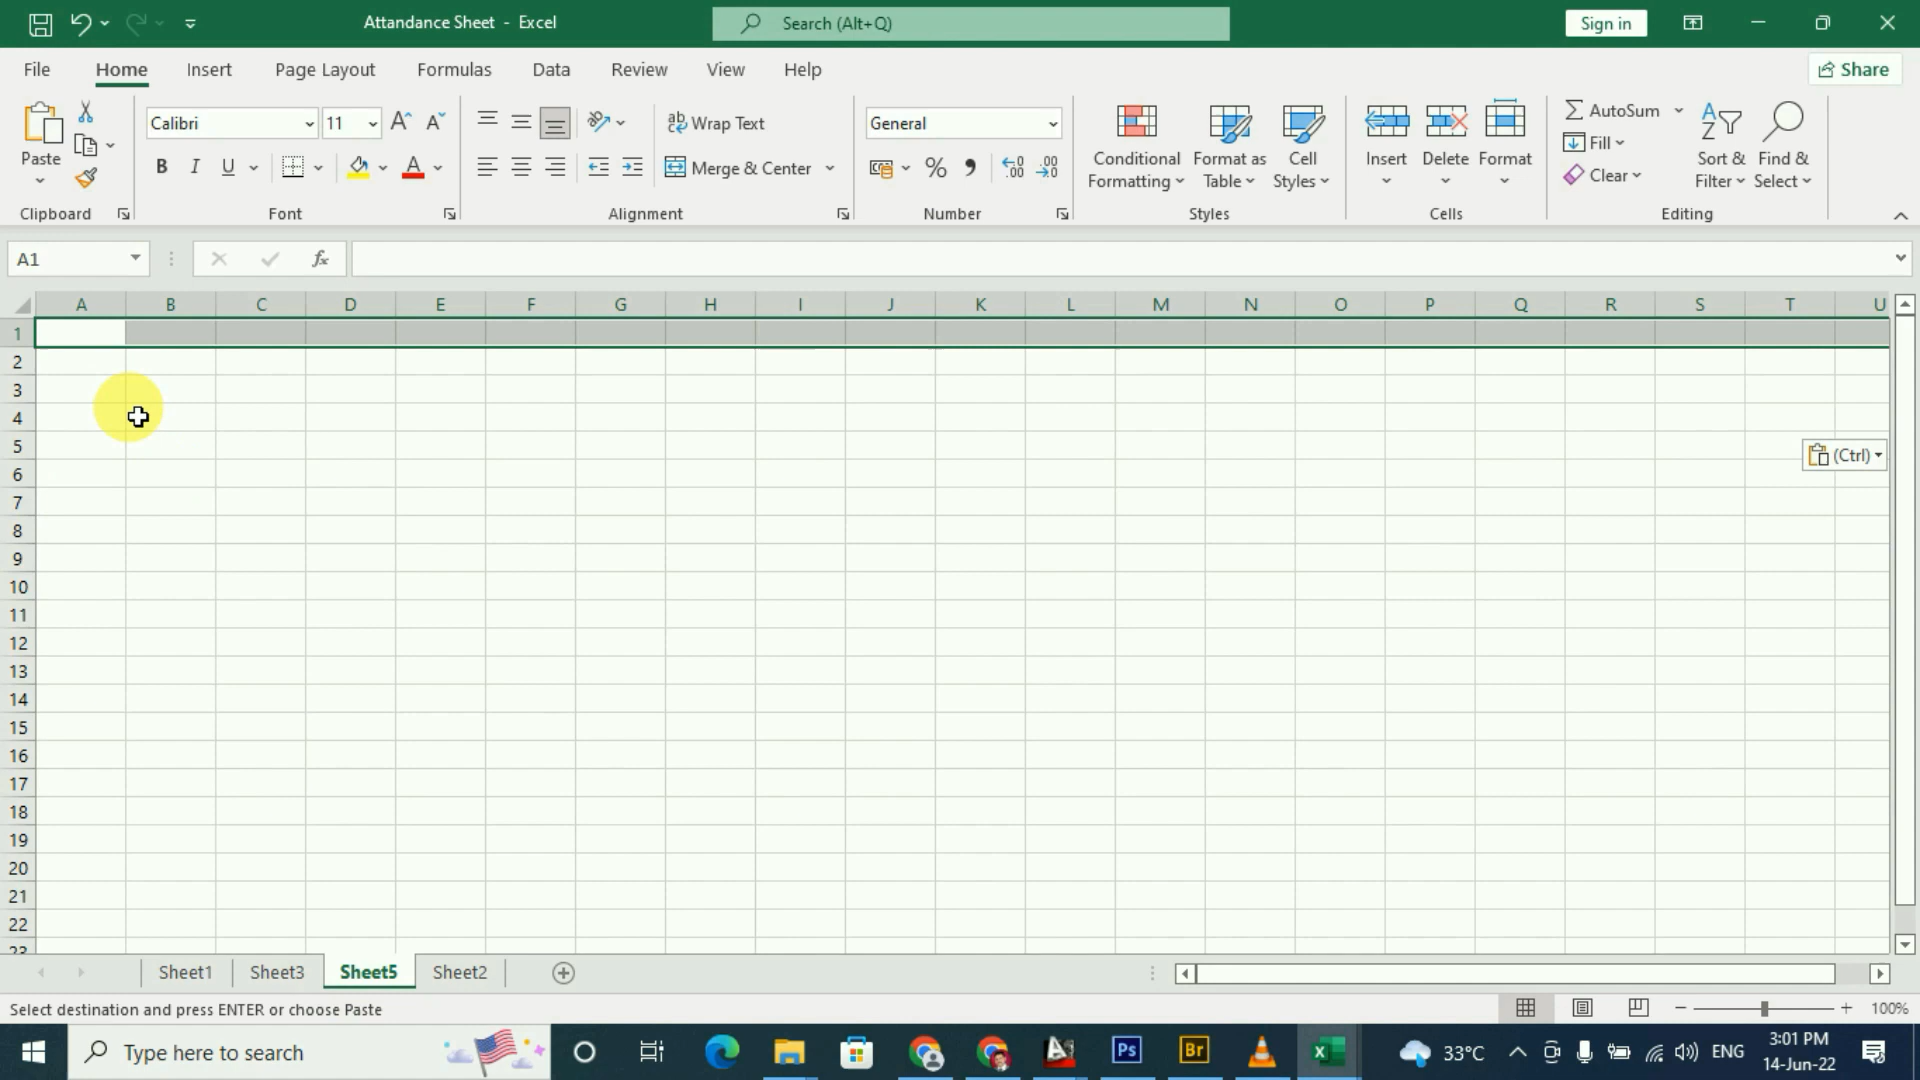 Attandance Sheet - Excel
Search (Alt+Q)
Sign in
File Home Insert Page Layout Formulas Data Review View Help
Share
Paste
Calibri 11
B I U
Wrap Text
Merge & Center
General
%
Conditional Formatting
Format as Table
Cell Styles
Insert
Delete
Format
AutoSum
Fill
Clear
Sort & Filter
Find & Select
Clipboard Font Alignment Number Styles Cells Editing
A1
fx
A B C D E F G H I J K L M N O P Q R S T U
1
2
3
4
5
6
7
8
9
10
11
12
13
14
15
16
17
18
19
20
21
22
23
(Ctrl)
Sheet1 Sheet3 Sheet5 Sheet2
Select destination and press ENTER or choose Paste
100%
Type here to search
Ps
Br
33°C
ENG
3:01 PM
14-Jun-22